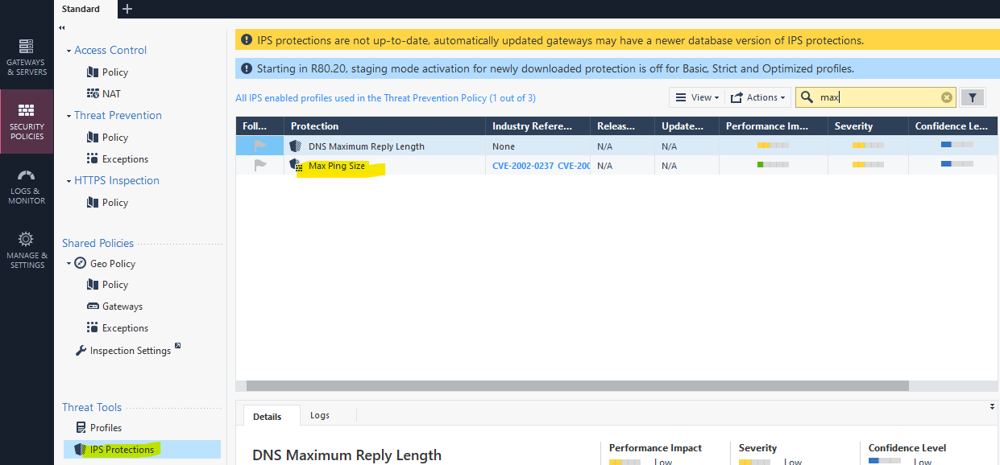 Standard
GATEWAYS
& SERVERS
SECURITY
POLICIES
LOGS &
MONITOR
MANAGE &
SETTINGS
Access Control
Policy
NAT
Threat Prevention
Policy
Exceptions
HTTPS Inspection
Policy
Shared Policies
Geo Policy
Policy
Gateways
Exceptions
Inspection Settings
Threat Tools
Profiles
IPS Protections
IPS protections are not up-to-date, automatically updated gateways may have a newer database version of IPS protections.
Starting in R80.20, staging mode activation for newly downloaded protection is off for Basic, Strict and Optimized profiles.
All IPS enabled profiles used in the Threat Prevention Policy (1 out of 3) View Actions max
Foll... Protection Industry Refere... Releas... Update... Performance Im... Severity Confidence Le...
DNS Maximum Reply Length None N/A N/A
Max Ping Size CVE-2002-0237 CVE-200 N/A N/A
Details Logs
DNS Maximum Reply Length
Performance Impact Severity Confidence Level
Low Low Low